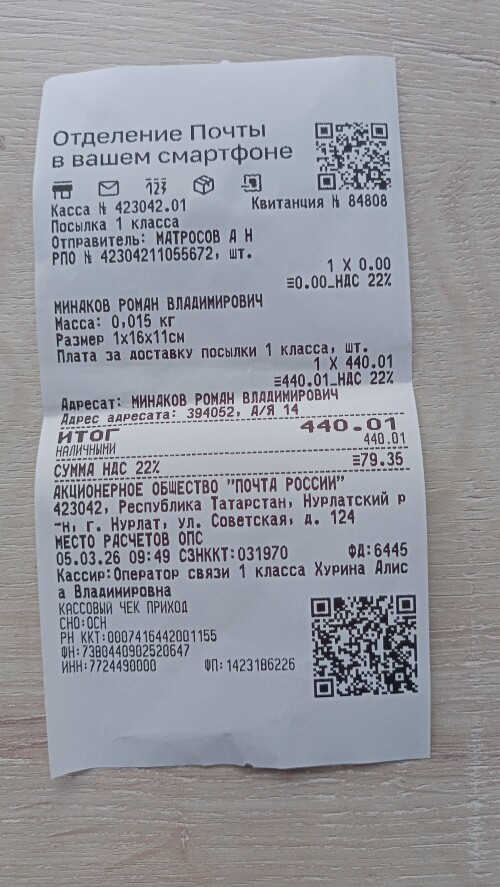 Отделение Почты
в вашем смартфоне
Касса № 423042.01 Квитанция № 84808
Посылка 1 класса
Отправитель: МАТРОСОВ А Н
РПО № 42304211055672, шт.
1 X 0.00
≡0.00_НДС 22%
МИНАКОВ РОМАН ВЛАДИМИРОВИЧ
Масса: 0,015 кг
Размер 1х16х11см
Плата за доставку посылки 1 класса, шт.
1 X 440.01
≡440.01_НДС 22%
Адресат: МИНАКОВ РОМАН ВЛАДИМИРОВИЧ
Адрес адресата: 394052, А/Я 14
ИТОГ 440.01
НАЛИЧНЫМИ 440.01
СУММА НДС 22% ≡79.35
АКЦИОНЕРНОЕ ОБЩЕСТВО "ПОЧТА РОССИИ"
423042, Республика Татарстан, Нурлатский р
-н, г. Нурлат, ул. Советская, д. 124
МЕСТО РАСЧЕТОВ ОПС
05.03.26 09:49 СЗНККТ:031970 ФД:6445
Кассир:Оператор связи 1 класса Хурина Алис
а Владимировна
КАССОВЫЙ ЧЕК ПРИХОД
СНО:ОСН
РН ККТ:0007416442001155
ФН:7380440902520647
ИНН:7724490000 ФП:1423186226